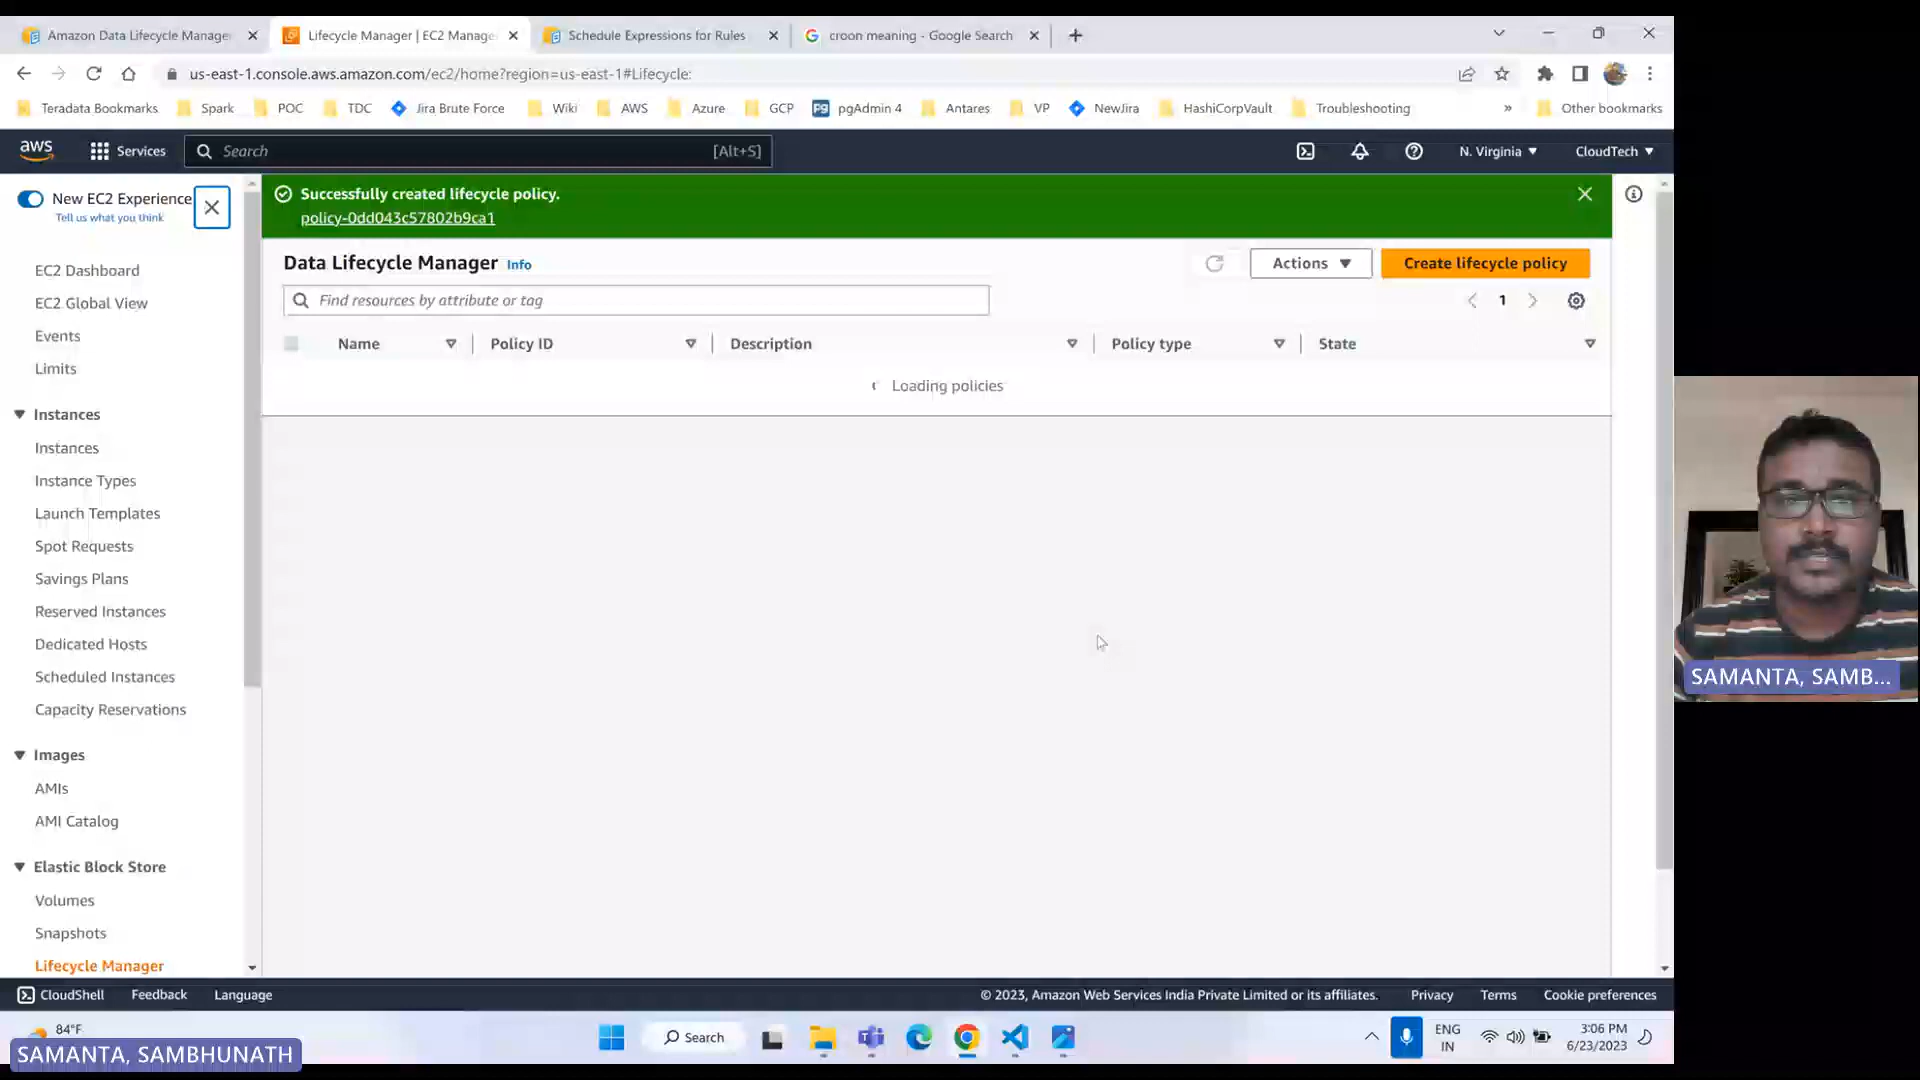 Amazon Data Lifecycle Manager
Lifecycle Manager | EC2 Manage
Schedule Expressions for Rules
croon meaning - Google Search
us-east-1.console.aws.amazon.com/ec2/home?region=us-east-1#Lifecycle:
Teradata Bookmarks Spark POC TDC Jira Brute Force Wiki AWS Azure GCP pgAdmin 4 Antares VP NewJira HashiCorpVault Troubleshooting » Other bookmarks
aws Services Search [Alt+S] N. Virginia CloudTech
New EC2 Experience
Tell us what you think
EC2 Dashboard
EC2 Global View
Events
Limits
Instances
Instances
Instance Types
Launch Templates
Spot Requests
Savings Plans
Reserved Instances
Dedicated Hosts
Scheduled Instances
Capacity Reservations
Images
AMIs
AMI Catalog
Elastic Block Store
Volumes
Snapshots
Lifecycle Manager
Successfully created lifecycle policy.
policy-0dd043c57802b9ca1
Data Lifecycle Manager Info
Actions
Create lifecycle policy
Find resources by attribute or tag
1
Name Policy ID Description Policy type State
Loading policies
SAMANTA, SAMB...
CloudShell Feedback Language
© 2023, Amazon Web Services India Private Limited or its affiliates. Privacy Terms Cookie preferences
84°F
Search
ENG
IN
3:06 PM
6/23/2023
SAMANTA, SAMBHUNATH